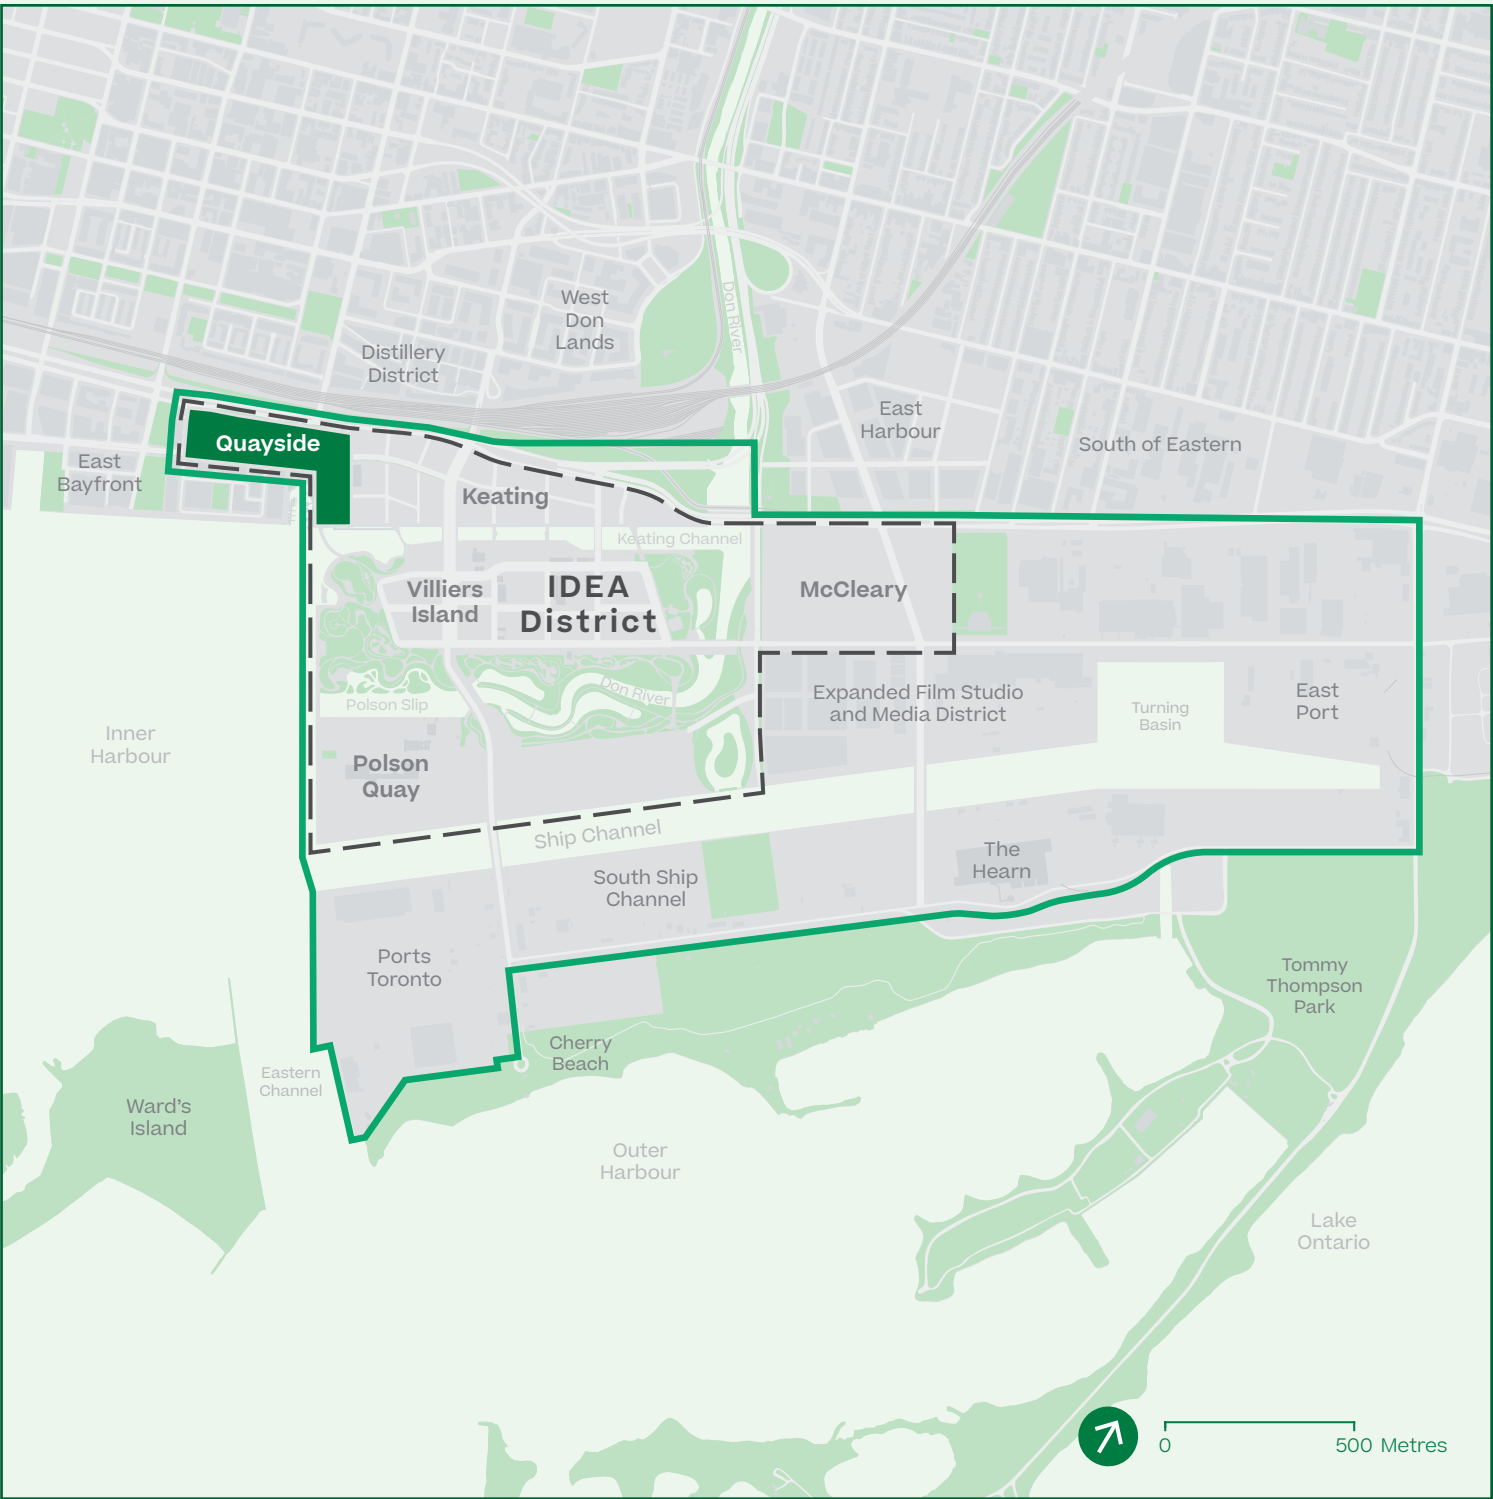 West
Don
Lands
Don River
Distillery
District
East
Harbour
South of Eastern
Quayside
East
Bayfront
Keating
Keating Channel
Villiers
Island
IDEA
District
McCleary
Don River
Polson Slip
Expanded Film Studio
and Media District
Turning
Basin
East
Port
Inner
Harbour
Polson
Quay
Ship Channel
The
Hearn
South Ship
Channel
Ports
Toronto
Tommy
Thompson
Park
Cherry
Beach
Eastern
Channel
Ward's
Island
Outer
Harbour
Lake
Ontario
0 500 Metres